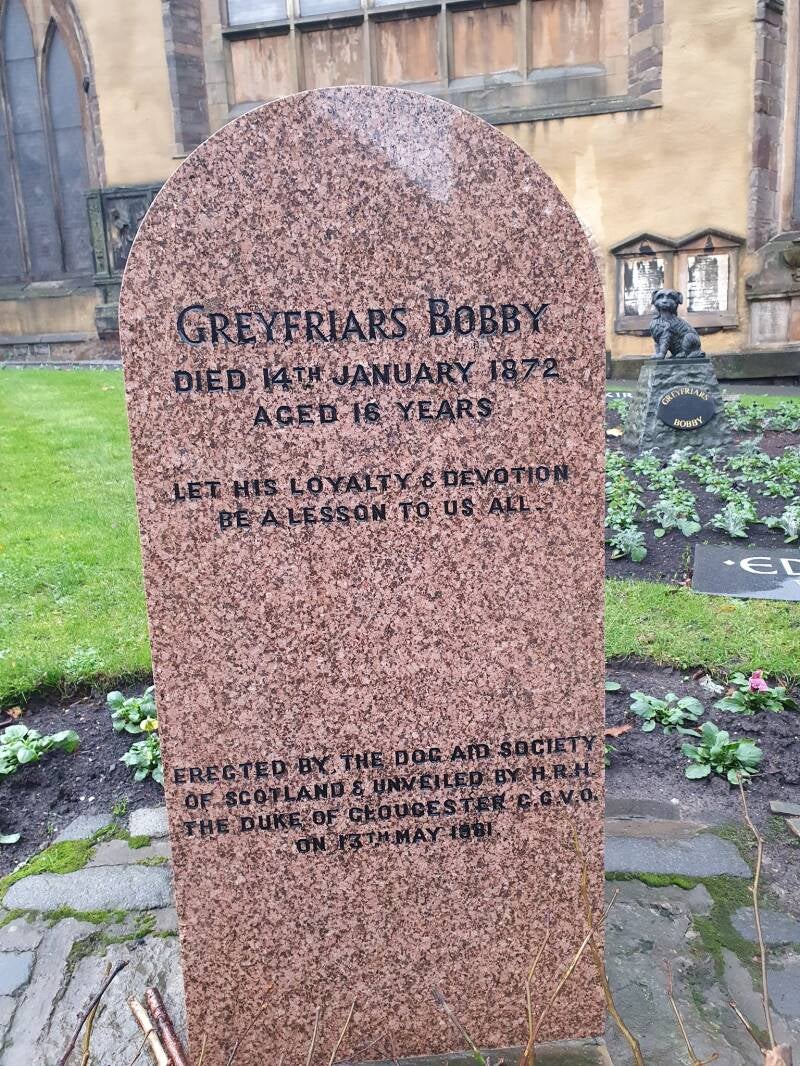 GREYFRIARS BOBBY
DIED 14TH JANUARY 1872
AGED 16 YEARS
LET HIS LOYALTY & DEVOTION
BE A LESSON TO US ALL.
ERECTED BY THE DOG AID SOCIETY
OF SCOTLAND & UNVEILED BY H.R.H.
THE DUKE OF GLOUCESTER G.C.V.O.
ON 13TH MAY 1981
GREYFRIARS
BOBBY